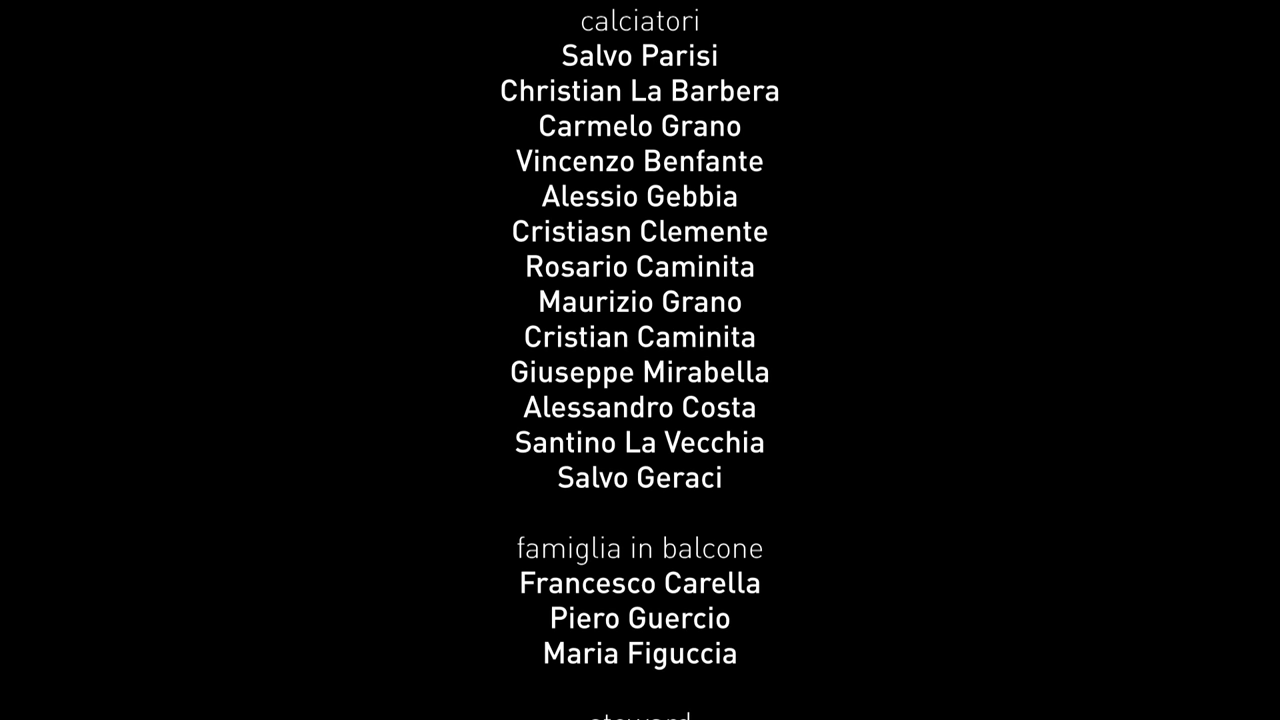 calciatori
Salvo Parisi
Christian La Barbera
Carmelo Grano
Vincenzo Benfante
Alessio Gebbia
Cristiasn Clemente
Rosario Caminita
Maurizio Grano
Cristian Caminita
Giuseppe Mirabella
Alessandro Costa
Santino La Vecchia
Salvo Geraci
famiglia in balcone
Francesco Carella
Piero Guercio
Maria Figuccia